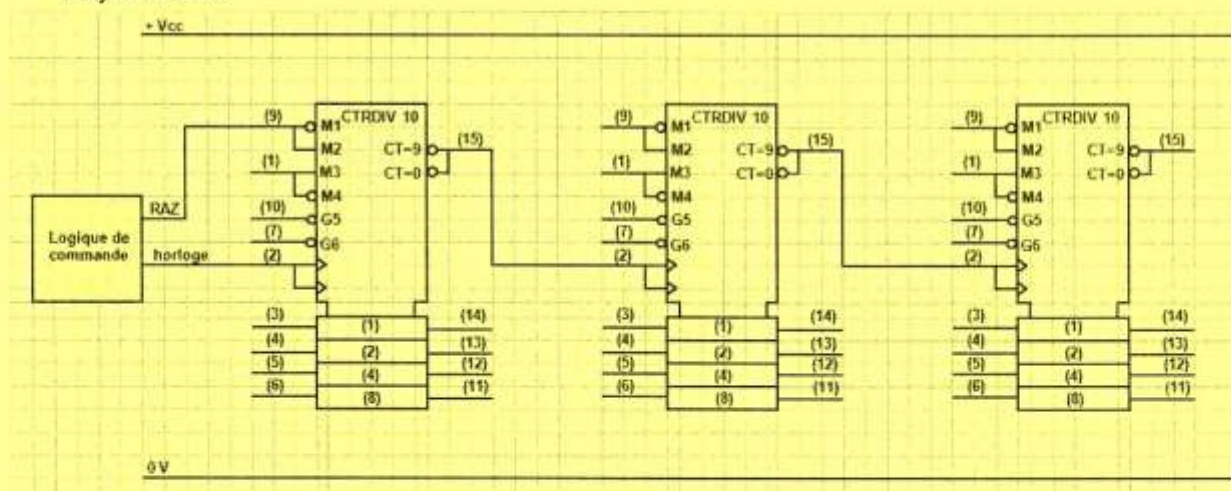 + Vcc
Logique de
commande
RAZ
horloge
CTRDIV 10
(9) M1
M2 CT=9 (15)
(1) M3 CT=0
M4
(10) G5
(7) G6
(2)
(3) (1) (14)
(4) (2) (13)
(5) (4) (12)
(6) (8) (11)
CTRDIV 10
(9) M1
M2 CT=9 (15)
(1) M3 CT=0
M4
(10) G5
(7) G6
(2)
(3) (1) (14)
(4) (2) (13)
(5) (4) (12)
(6) (8) (11)
CTRDIV 10
(9) M1
M2 CT=9 (15)
(1) M3 CT=0
M4
(10) G5
(7) G6
(2)
(3) (1) (14)
(4) (2) (13)
(5) (4) (12)
(6) (8) (11)
0 V